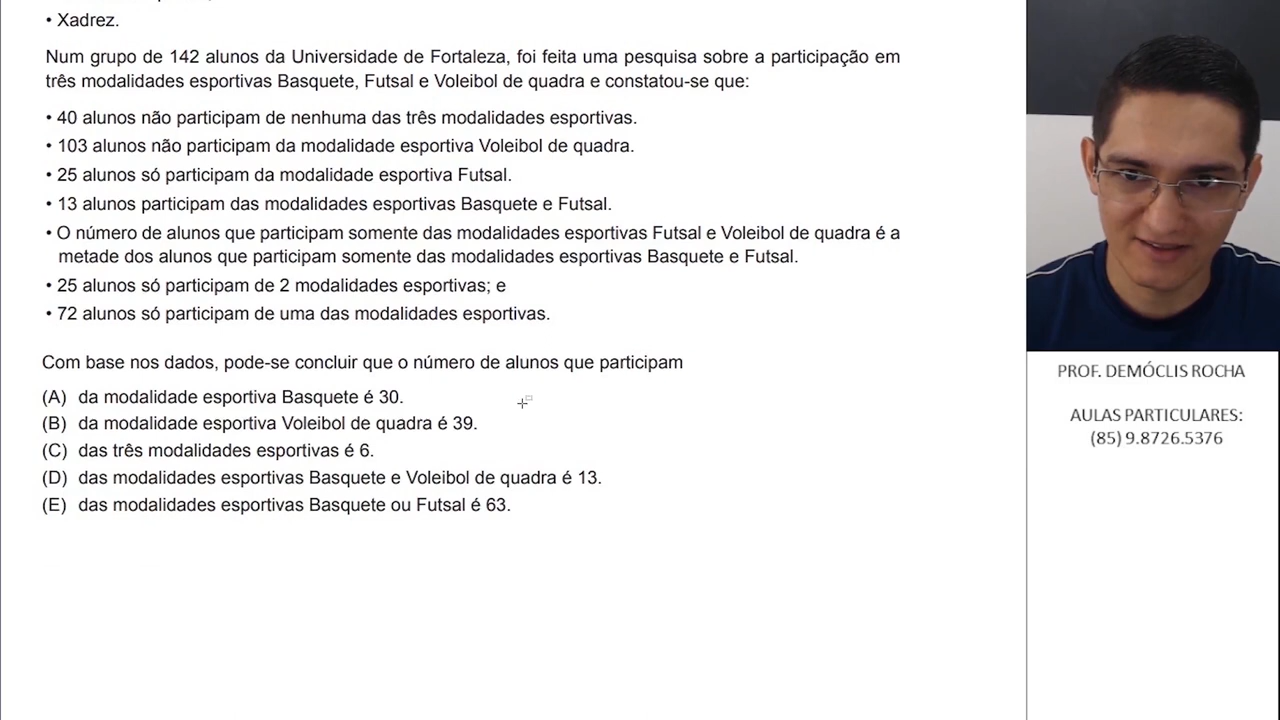 • Xadrez.
Num grupo de 142 alunos da Universidade de Fortaleza, foi feita uma pesquisa sobre a participação em
três modalidades esportivas Basquete, Futsal e Voleibol de quadra e constatou-se que:
• 40 alunos não participam de nenhuma das três modalidades esportivas.
• 103 alunos não participam da modalidade esportiva Voleibol de quadra.
• 25 alunos só participam da modalidade esportiva Futsal.
• 13 alunos participam das modalidades esportivas Basquete e Futsal.
• O número de alunos que participam somente das modalidades esportivas Futsal e Voleibol de quadra é a
metade dos alunos que participam somente das modalidades esportivas Basquete e Futsal.
• 25 alunos só participam de 2 modalidades esportivas; e
• 72 alunos só participam de uma das modalidades esportivas.
Com base nos dados, pode-se concluir que o número de alunos que participam
(A) da modalidade esportiva Basquete é 30.
(B) da modalidade esportiva Voleibol de quadra é 39.
(C) das três modalidades esportivas é 6.
(D) das modalidades esportivas Basquete e Voleibol de quadra é 13.
(E) das modalidades esportivas Basquete ou Futsal é 63.
PROF. DEMÓCLIS ROCHA
AULAS PARTICULARES:
(85) 9.8726.5376